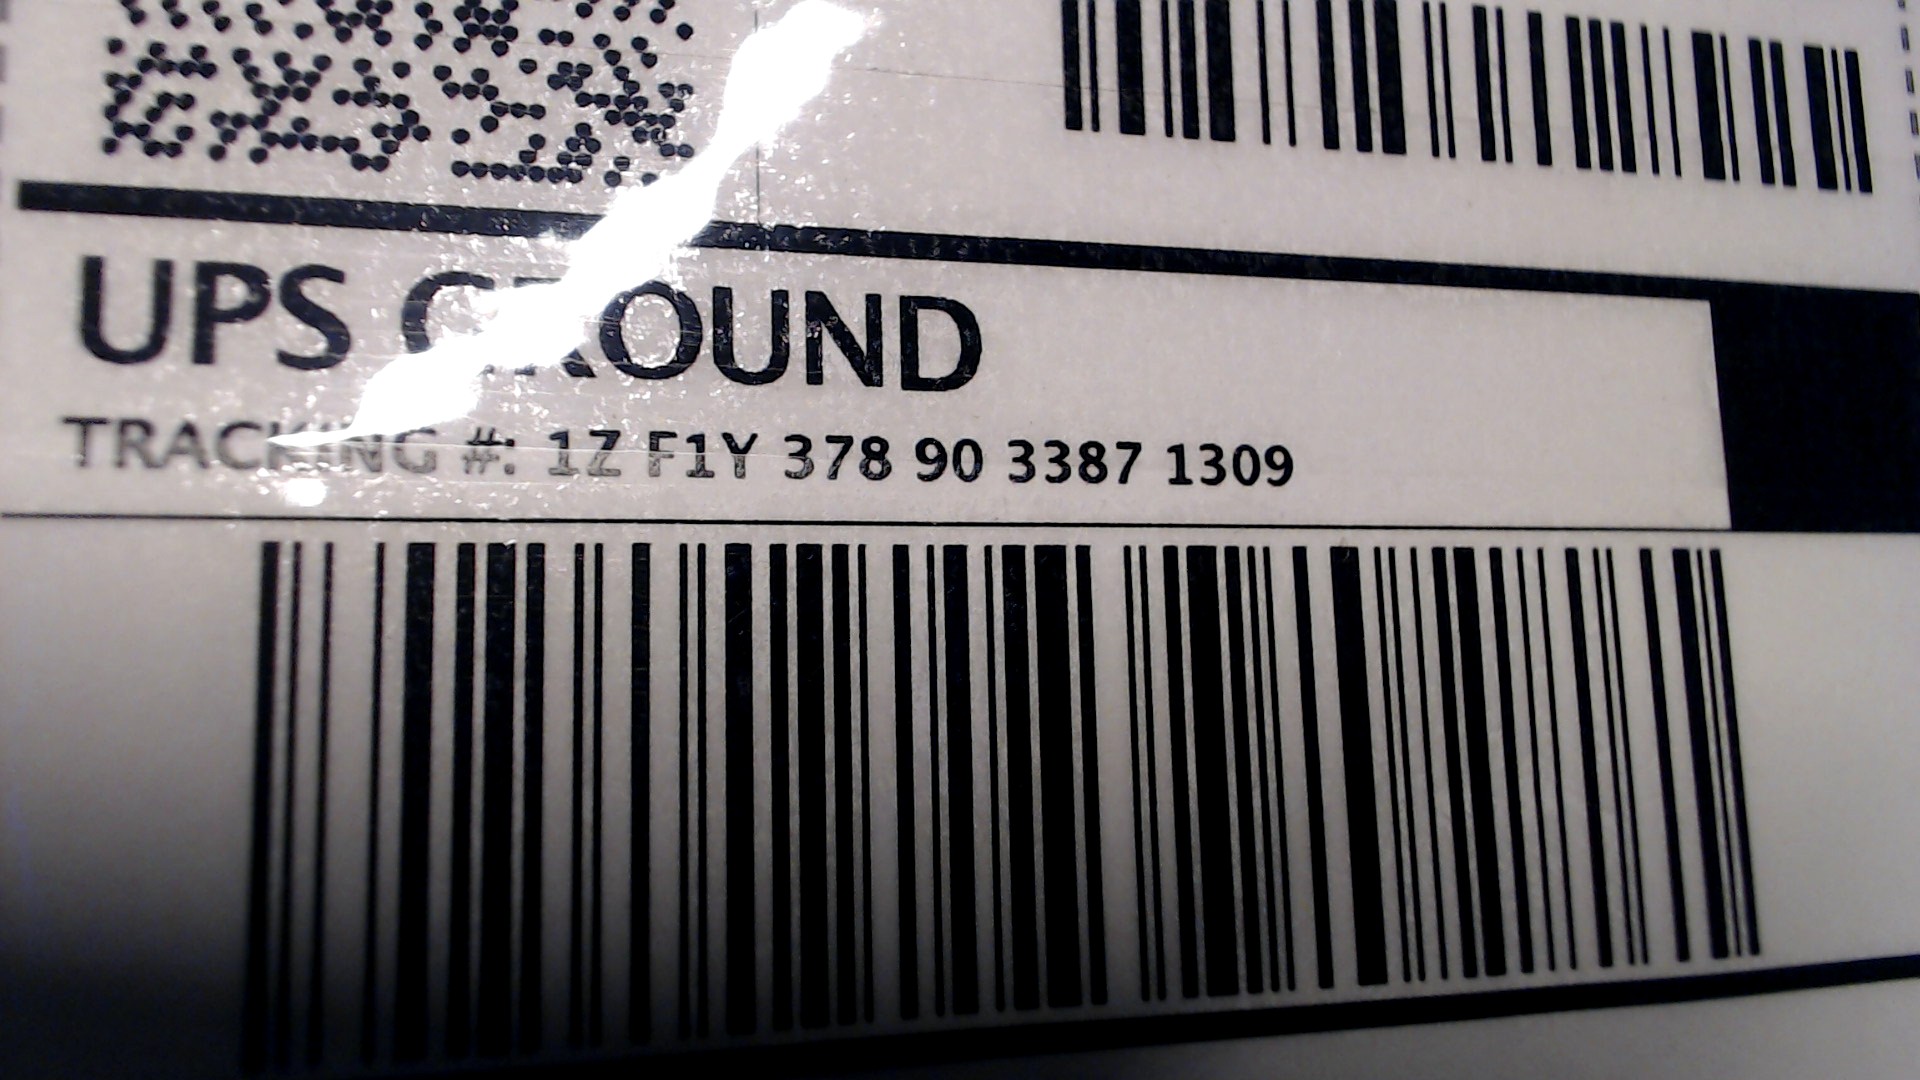 UPS GROUND
TRACKING #: 1Z F1Y 378 90 3387 1309